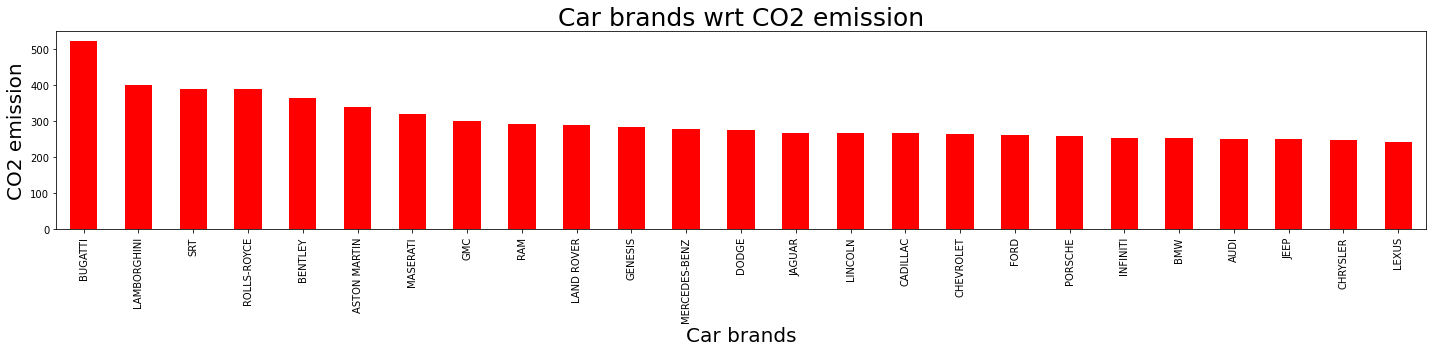 Car brands wrt CO2 emission
CO2 emission
500
400
300
200
100
0
BUGATTI
LAMBORGHINI
SRT
ROLLS-ROYCE
BENTLEY
ASTON MARTIN
MASERATI
GMC
RAM
LAND ROVER
GENESIS
MERCEDES-BENZ
DODGE
JAGUAR
LINCOLN
CADILLAC
CHEVROLET
FORD
PORSCHE
INFINITI
BMW
AUDI
JEEP
CHRYSLER
LEXUS
Car brands